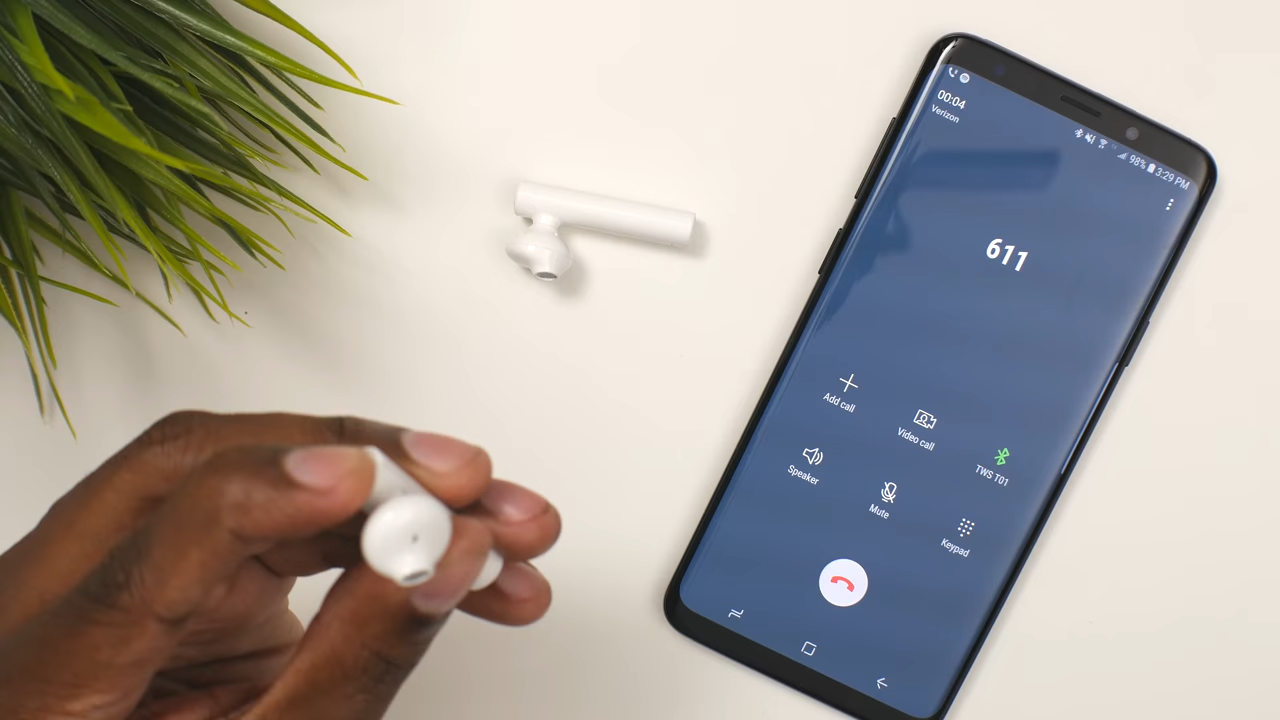 00:04
Verizon
98% 3:29 PM
611
Add call
Video call
TWS T01
Speaker
Mute
Keypad